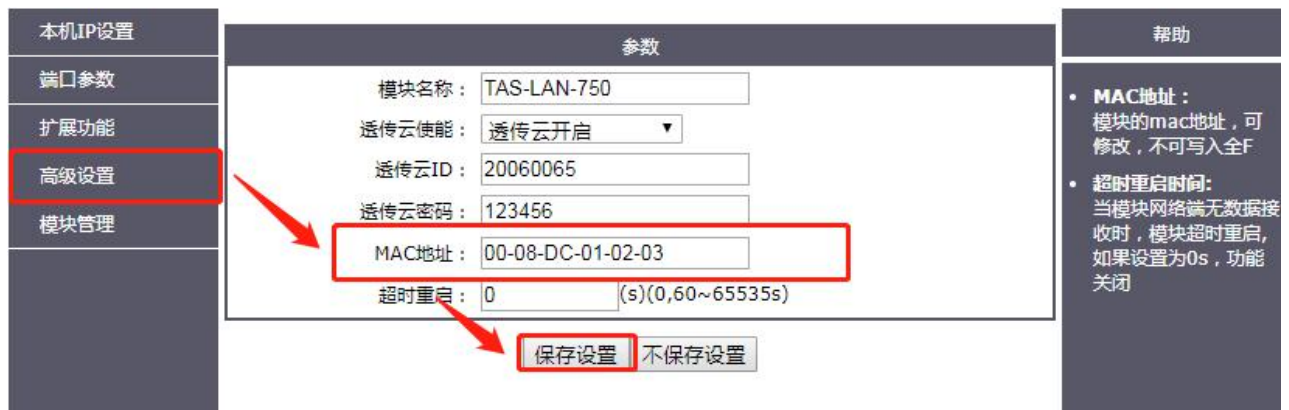 本机IP设置
端口参数
扩展功能
高级设置
模块管理
参数
模块名称： TAS-LAN-750
透传云使能： 透传云开启
透传云ID： 20060065
透传云密码： 123456
MAC地址： 00-08-DC-01-02-03
超时重启： 0 (s)(0,60~65535s)
保存设置 不保存设置
帮助
• MAC地址：
模块的mac地址，可
修改，不可写入全F
• 超时重启时间:
当模块网络端无数据接
收时，模块超时重启,
如果设置为0s，功能
关闭